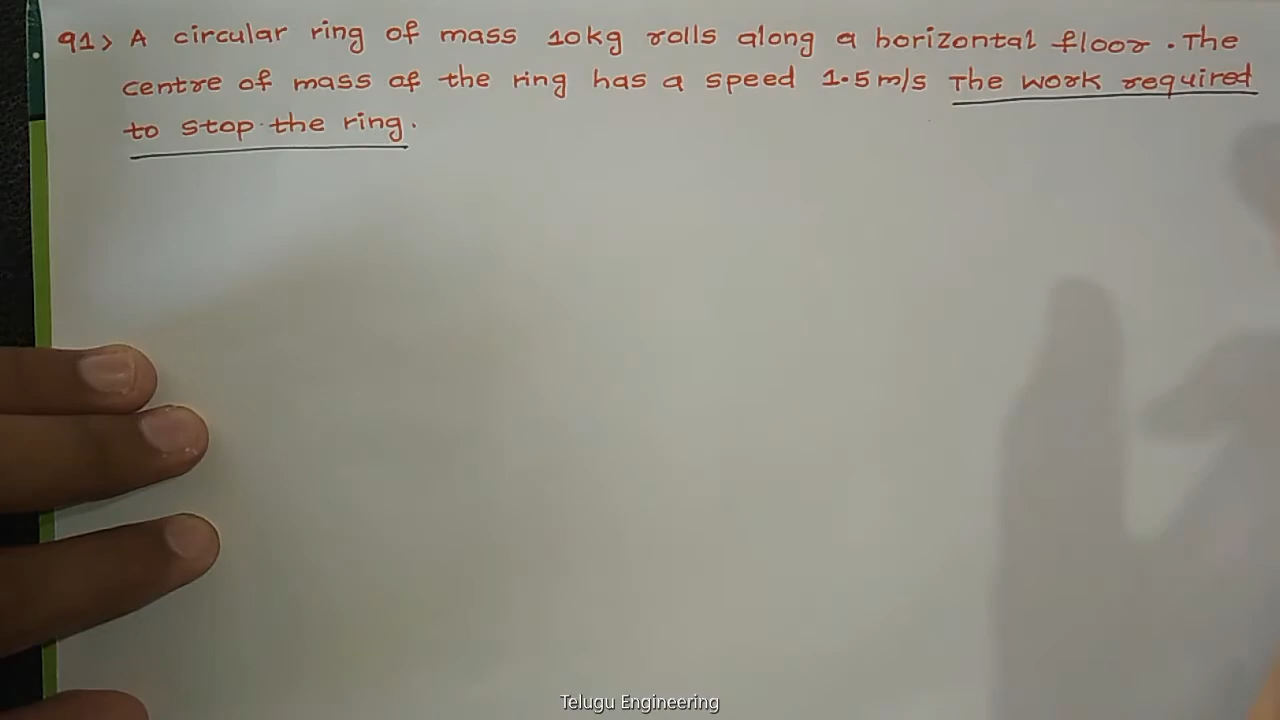 Q1> A circular ring of mass 10kg rolls along a horizontal floor. The
centre of mass of the ring has a speed 1.5 m/s The work required
to stop the ring.
Telugu Engineering